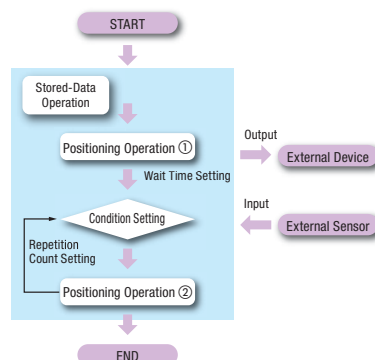 START
Stored-Data
Operation
Positioning Operation ①
Output
External Device
Wait Time Setting
Condition Setting
Input
External Sensor
Repetition
Count Setting
Positioning Operation ②
END